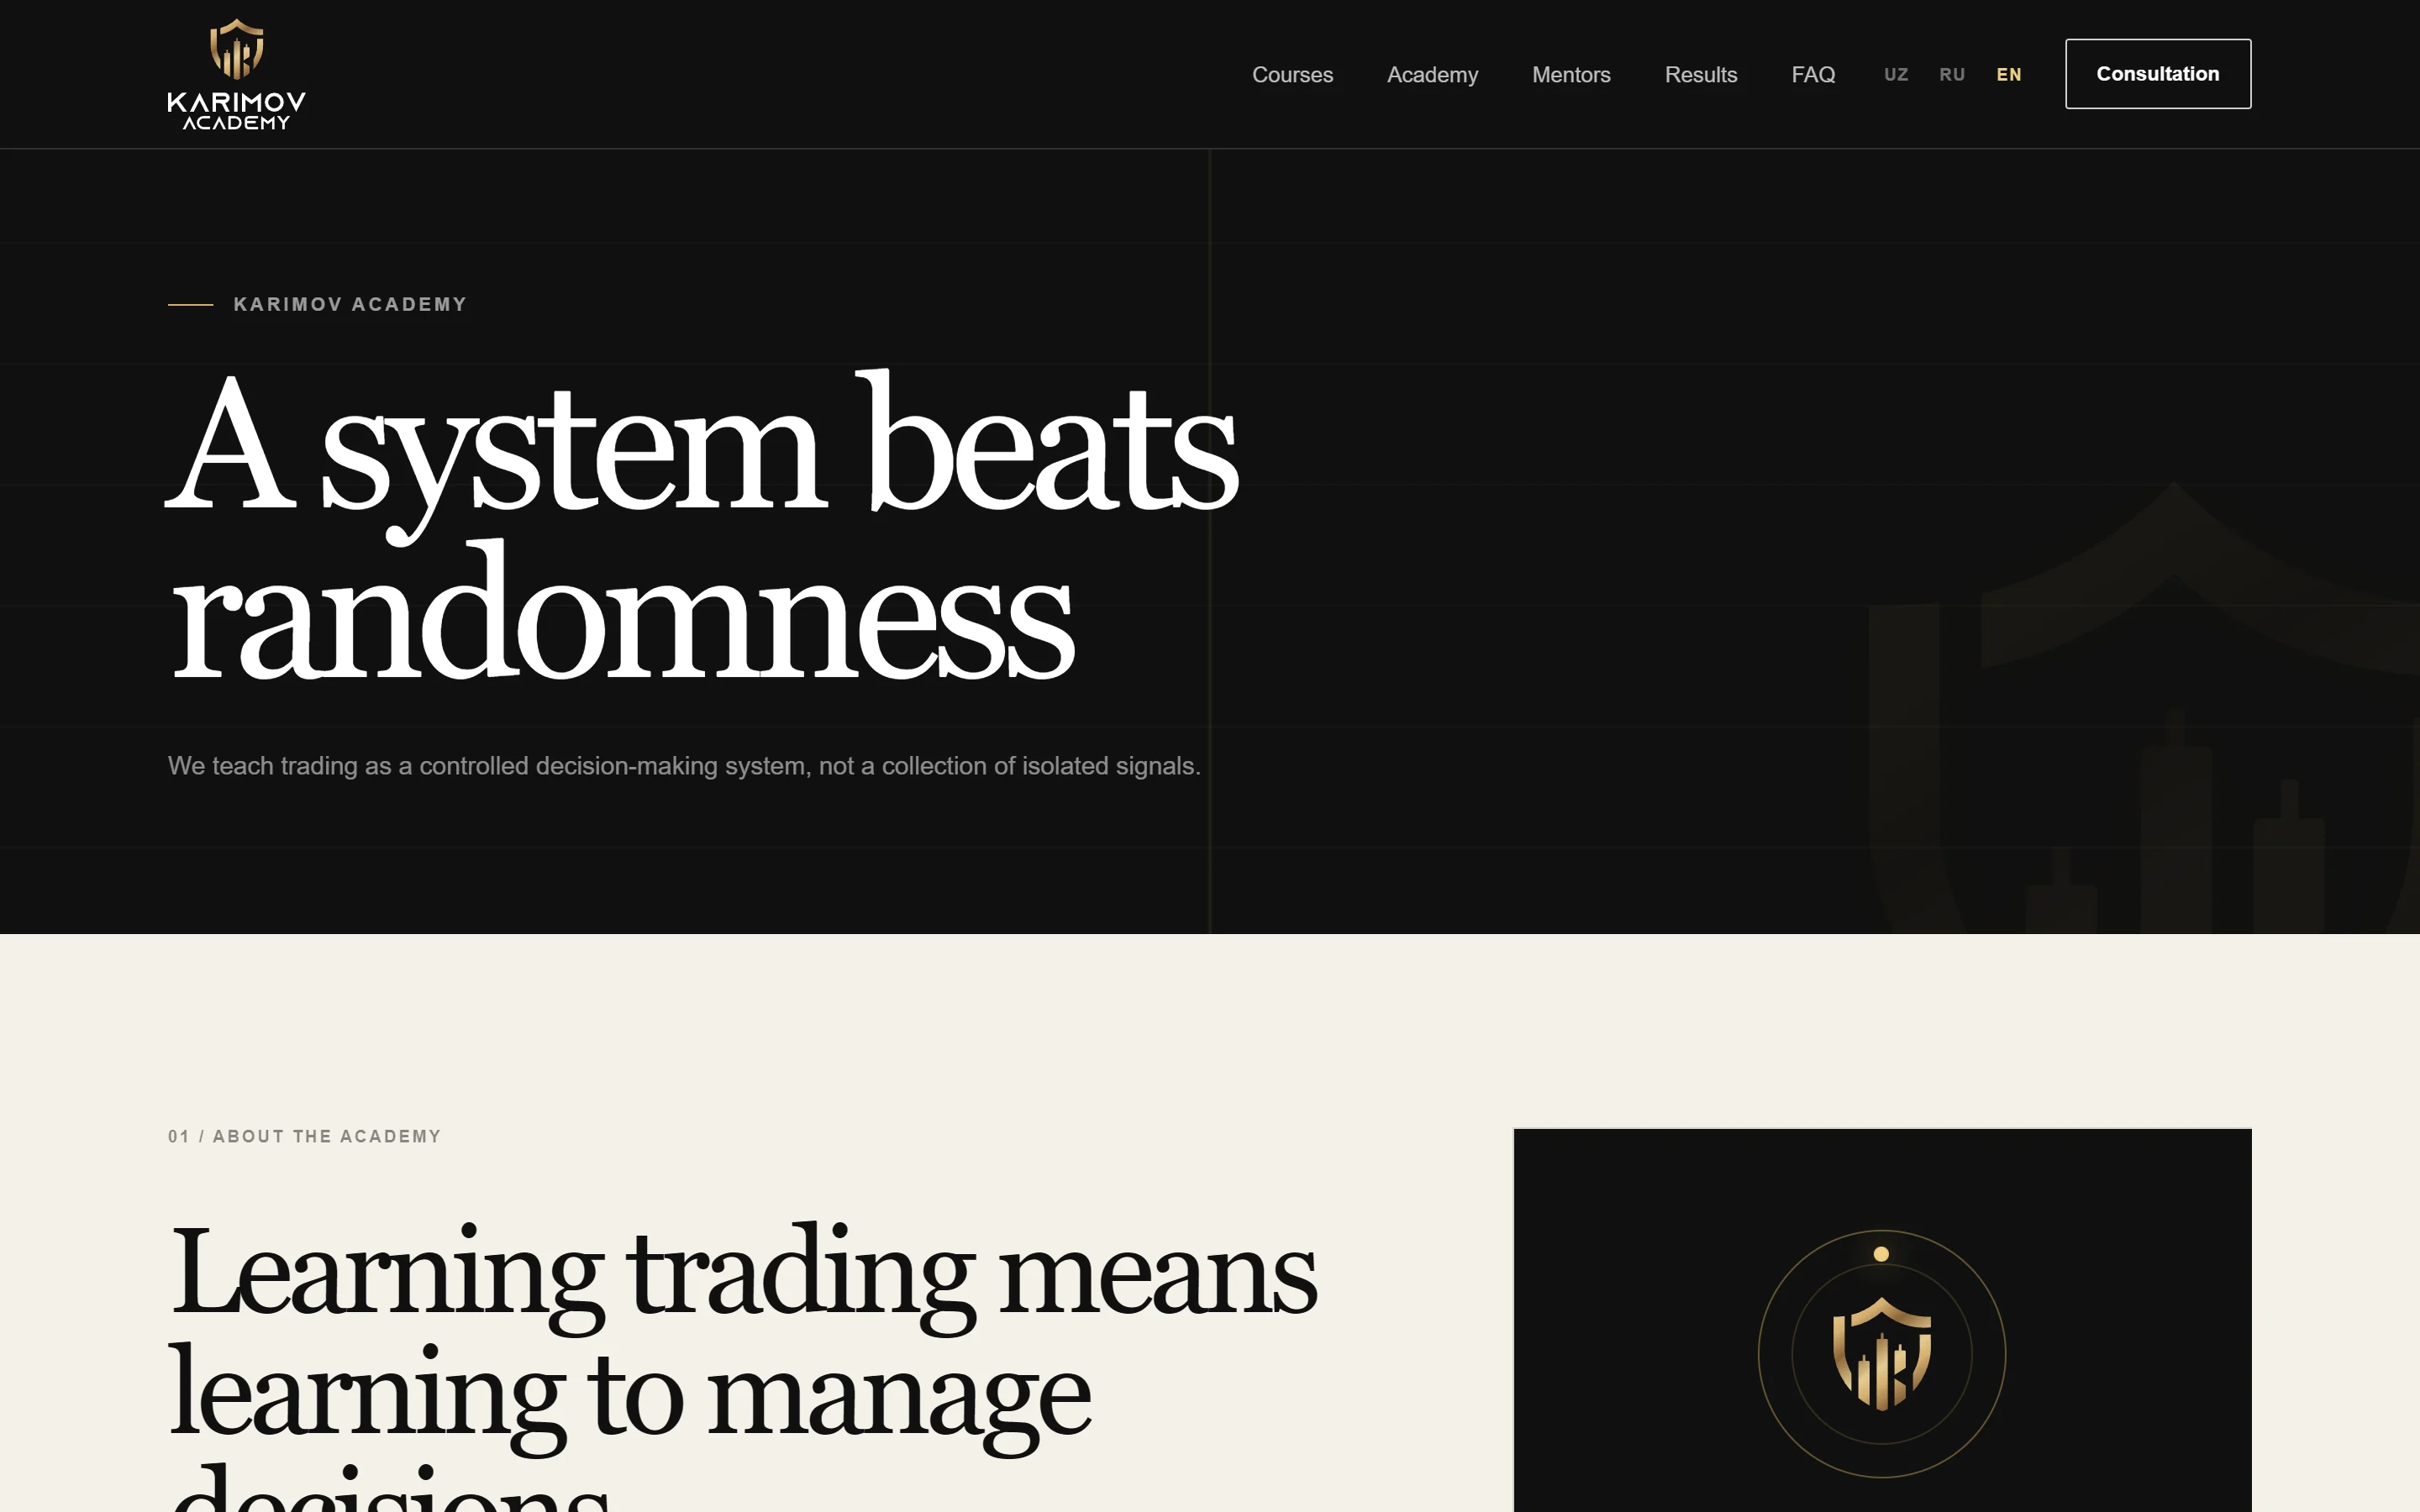 KARIMOV
ACADEMY
Courses
Academy
Mentors
Results
FAQ
UZ
RU
EN
Consultation
KARIMOV ACADEMY
A system beats
randomness
We teach trading as a controlled decision-making system, not a collection of isolated signals.
01 / ABOUT THE ACADEMY
Learning trading means
learning to manage
decisions